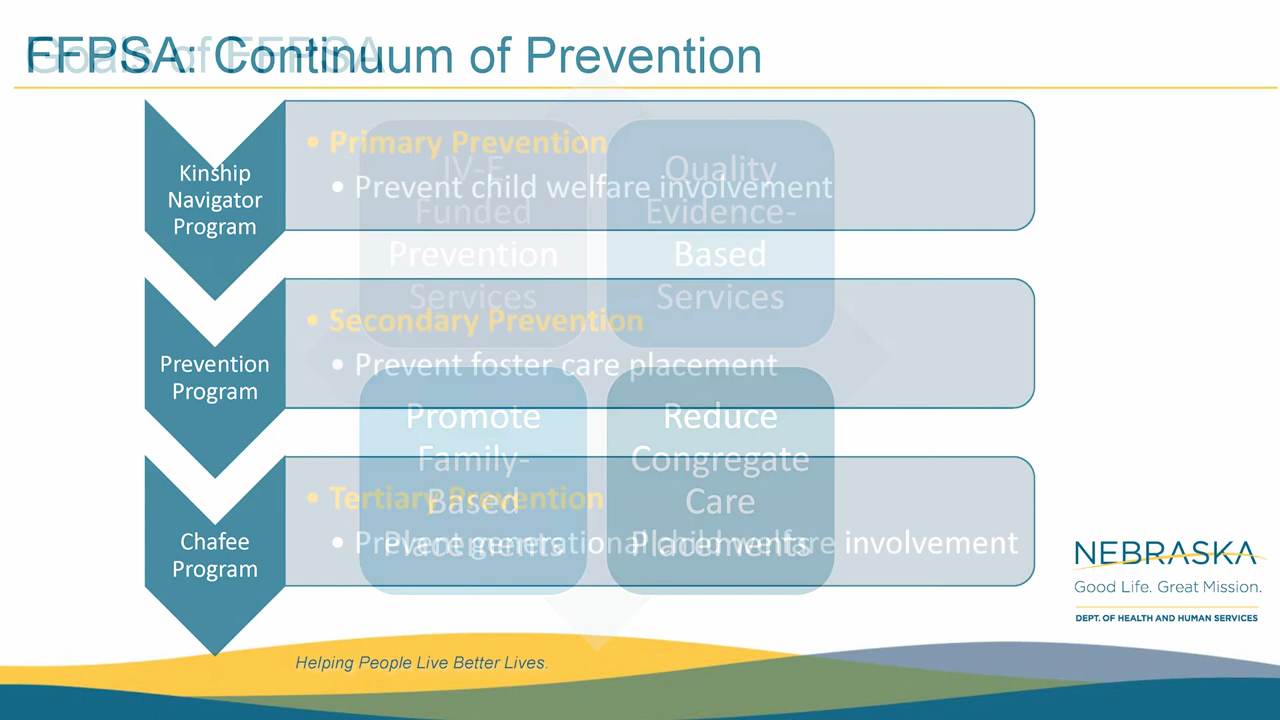 FFPSA: Continuum of Prevention
Goals of FFPSA
Kinship
Navigator
Program
• Primary Prevention
• Prevent child welfare involvement
Prevention
Program
• Secondary Prevention
• Prevent foster care placement
Chafee
Program
• Tertiary Prevention
• Prevent generational child welfare involvement
IV-E
Funded
Prevention
Services
Quality
Evidence-
Based
Services
Promote
Family-
Based
Placements
Reduce
Congregate
Care
Placements
NEBRASKA
Good Life. Great Mission.
DEPT. OF HEALTH AND HUMAN SERVICES
Helping People Live Better Lives.